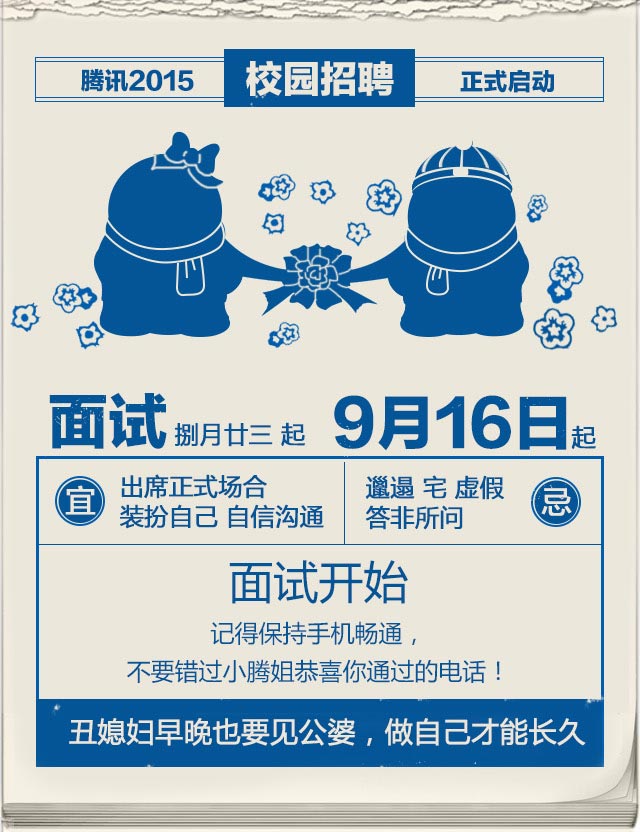 腾讯2015 校园招聘 正式启动
面试 捌月廿三 起 9月16日起
宜 出席正式场合
装扮自己 自信沟通
邋遢 宅 虚假 忌
答非所问
面试开始
记得保持手机畅通，
不要错过小腾姐恭喜你通过的电话！
丑媳妇早晚也要见公婆，做自己才能长久